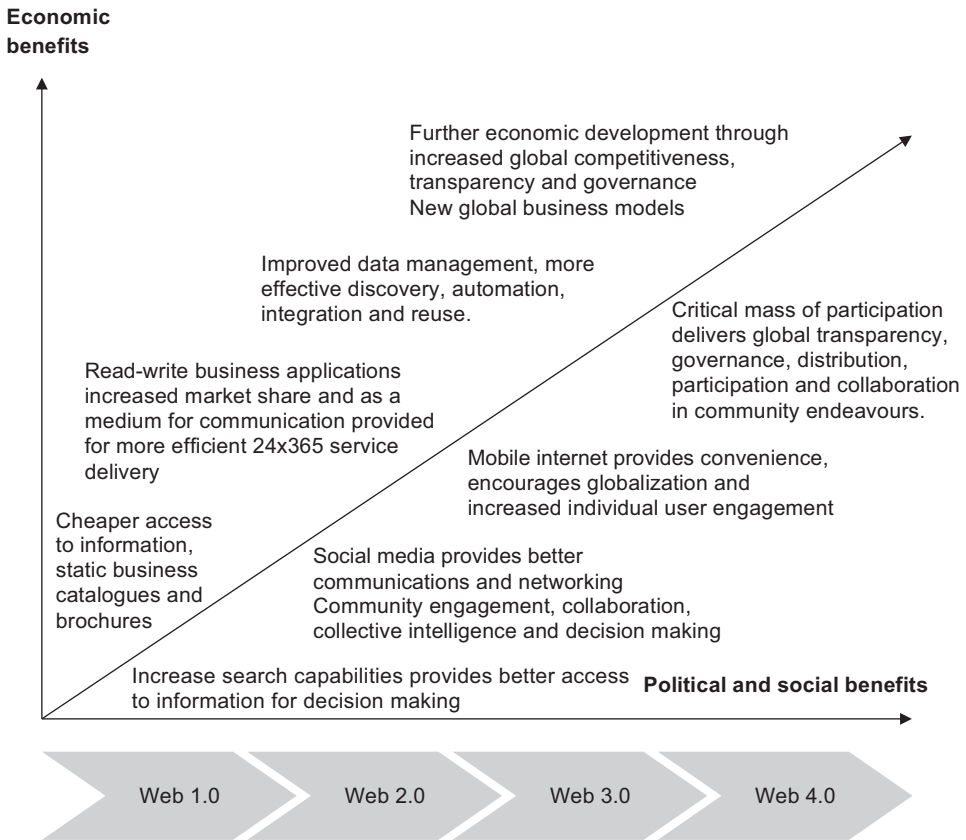 Economic
benefits
Further economic development through
increased global competitiveness,
transparency and governance
New global business models
Improved data management, more
effective discovery, automation,
integration and reuse.
Critical mass of participation
delivers global transparency,
governance, distribution,
participation and collaboration
in community endeavours.
Read-write business applications
increased market share and as a
medium for communication provided
for more efficient 24x365 service
delivery
Mobile internet provides convenience,
encourages globalization and
increased individual user engagement
Cheaper access
to information,
static business
catalogues and
brochures
Social media provides better
communications and networking
Community engagement, collaboration,
collective intelligence and decision making
Increase search capabilities provides better access
to information for decision making
Political and social benefits
Web 1.0
Web 2.0
Web 3.0
Web 4.0